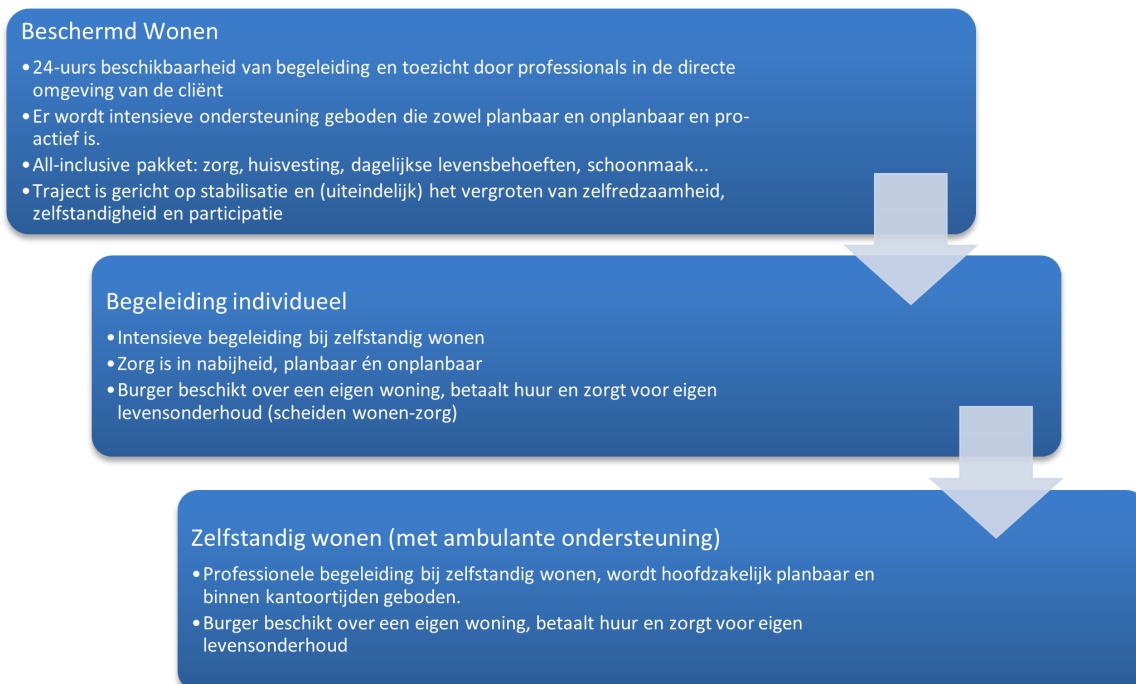 Beschermd Wonen
•24-uurs beschikbaarheid van begeleiding en toezicht door professionals in de directe
omgeving van de cliënt
•Er wordt intensieve ondersteuning geboden die zowel planbaar en onplanbaar en pro-
actief is.
•All-inclusive pakket: zorg, huisvesting, dagelijkse levensbehoeften, schoonmaak...
•Traject is gericht op stabilisatie en (uiteindelijk) het vergroten van zelfredzaamheid,
zelfstandigheid en participatie
Begeleiding individueel
•Intensieve begeleiding bij zelfstandig wonen
•Zorg is in nabijheid, planbaar én onplanbaar
•Burger beschikt over een eigen woning, betaalt huur en zorgt voor eigen
levensonderhoud (scheiden wonen-zorg)
Zelfstandig wonen (met ambulante ondersteuning)
•Professionele begeleiding bij zelfstandig wonen, wordt hoofdzakelijk planbaar en
binnen kantoortijden geboden.
•Burger beschikt over een eigen woning, betaalt huur en zorgt voor eigen
levensonderhoud